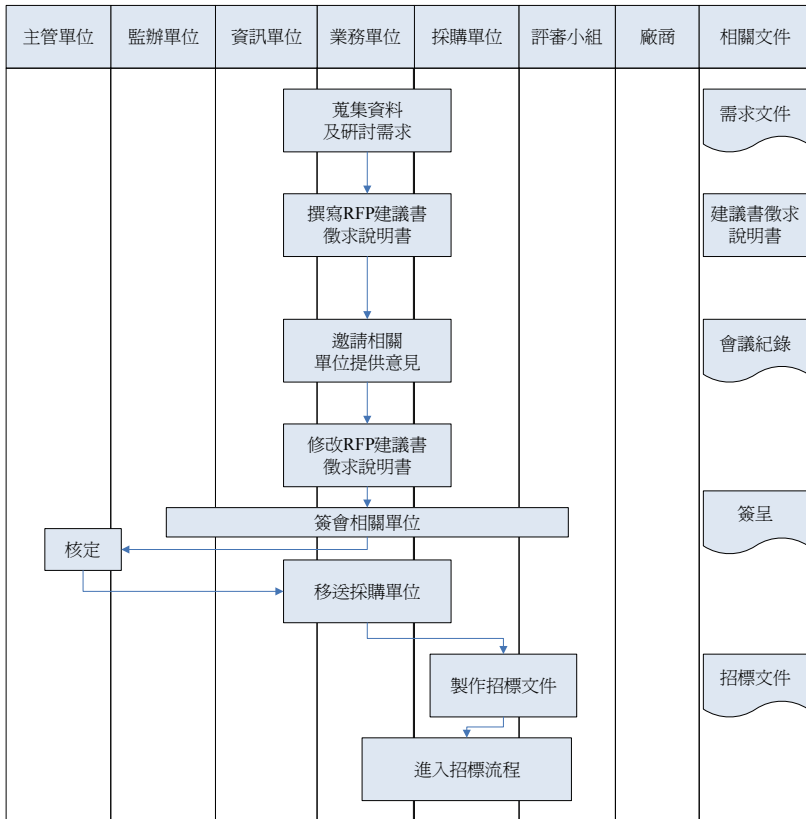 主管單位
監辦單位
資訊單位
業務單位
採購單位
評審小組
廠商
相關文件
蒐集資料
及研討需求
需求文件
撰寫RFP建議書
徵求說明書
建議書徵求
說明書
邀請相關
單位提供意見
會議紀錄
修改RFP建議書
徵求說明書
簽會相關單位
簽呈
核定
移送採購單位
製作招標文件
招標文件
進入招標流程